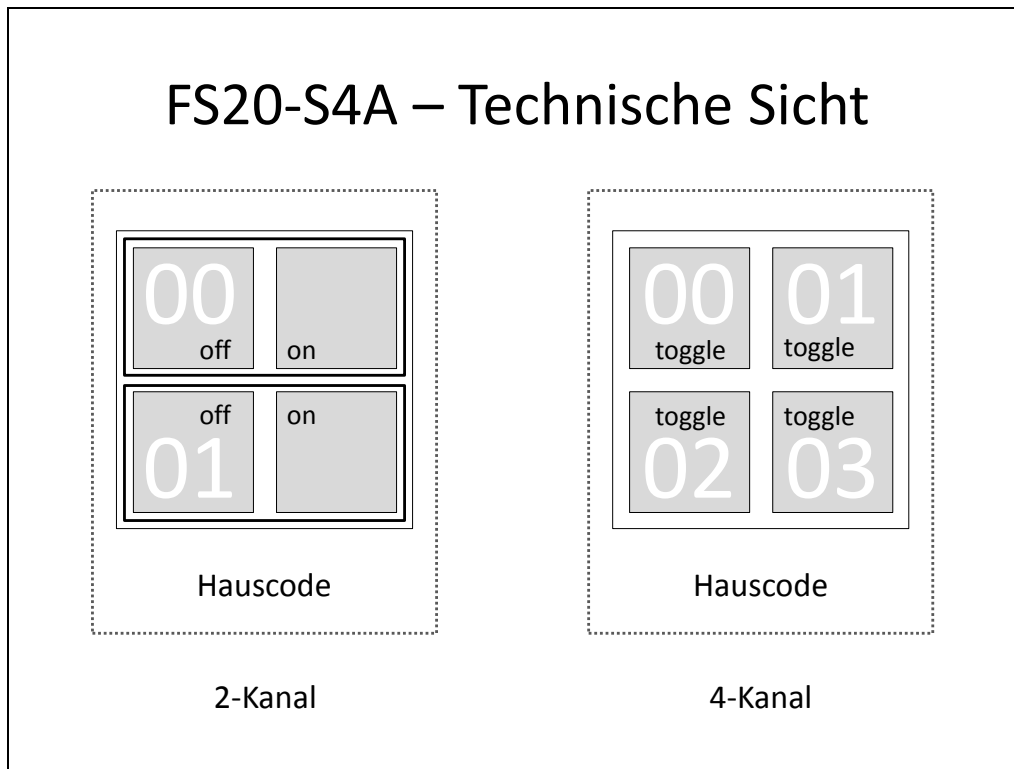 FS20-S4A – Technische Sicht
00
off
on
off
on
01
Hauscode
2-Kanal
00
01
toggle
toggle
toggle
toggle
02
03
Hauscode
4-Kanal